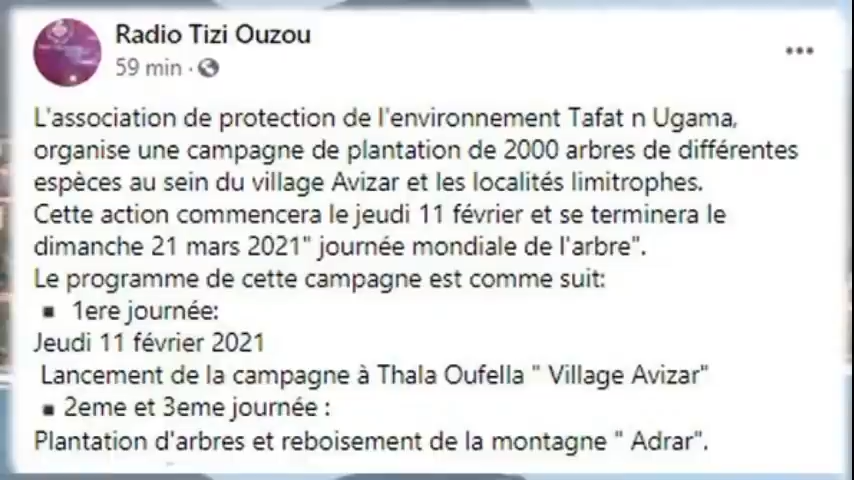 Radio Tizi Ouzou
59 min ·
L'association de protection de l'environnement Tafat n Ugama,
organise une campagne de plantation de 2000 arbres de différentes
espèces au sein du village Avizar et les localités limitrophes.
Cette action commencera le jeudi 11 février et se terminera le
dimanche 21 mars 2021" journée mondiale de l'arbre".
Le programme de cette campagne est comme suit:
▪ 1ere journée:
Jeudi 11 février 2021
Lancement de la campagne à Thala Oufella " Village Avizar"
▪ 2eme et 3eme journée :
Plantation d'arbres et reboisement de la montagne " Adrar".